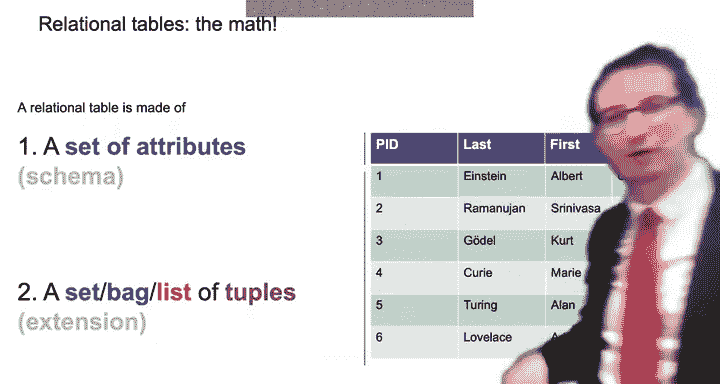 Relational tables: the math!
A relational table is made of
1. A set of attributes
(schema)
2. A set/bag/list of tuples
(extension)
PID Last First
1 Einstein Albert
2 Ramanujan Srinivasa
3 Gödel Kurt
4 Curie Marie
5 Turing Alan
6 Lovelace